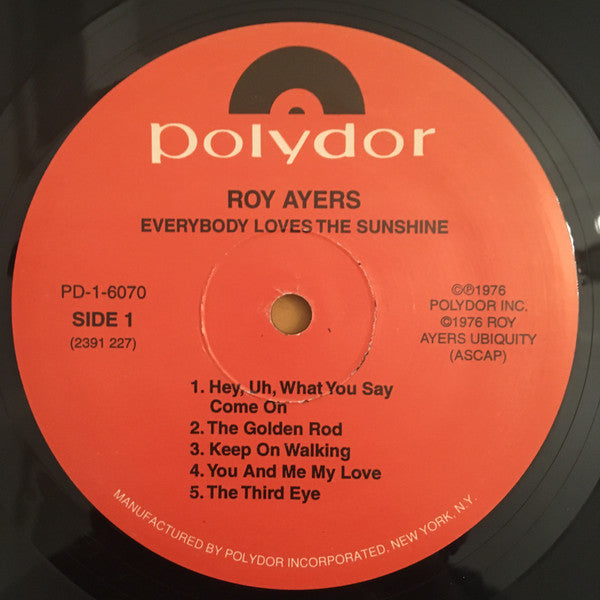 polydor
ROY AYERS
EVERYBODY LOVES THE SUNSHINE
PD-1-6070
SIDE 1
(2391 227)
©℗1976
POLYDOR INC.
©1976 ROY
AYERS UBIQUITY
(ASCAP)
1. Hey, Uh, What You Say
Come On
2. The Golden Rod
3. Keep On Walking
4. You And Me My Love
5. The Third Eye
MANUFACTURED BY POLYDOR INCORPORATED. NEW YORK, N.Y.